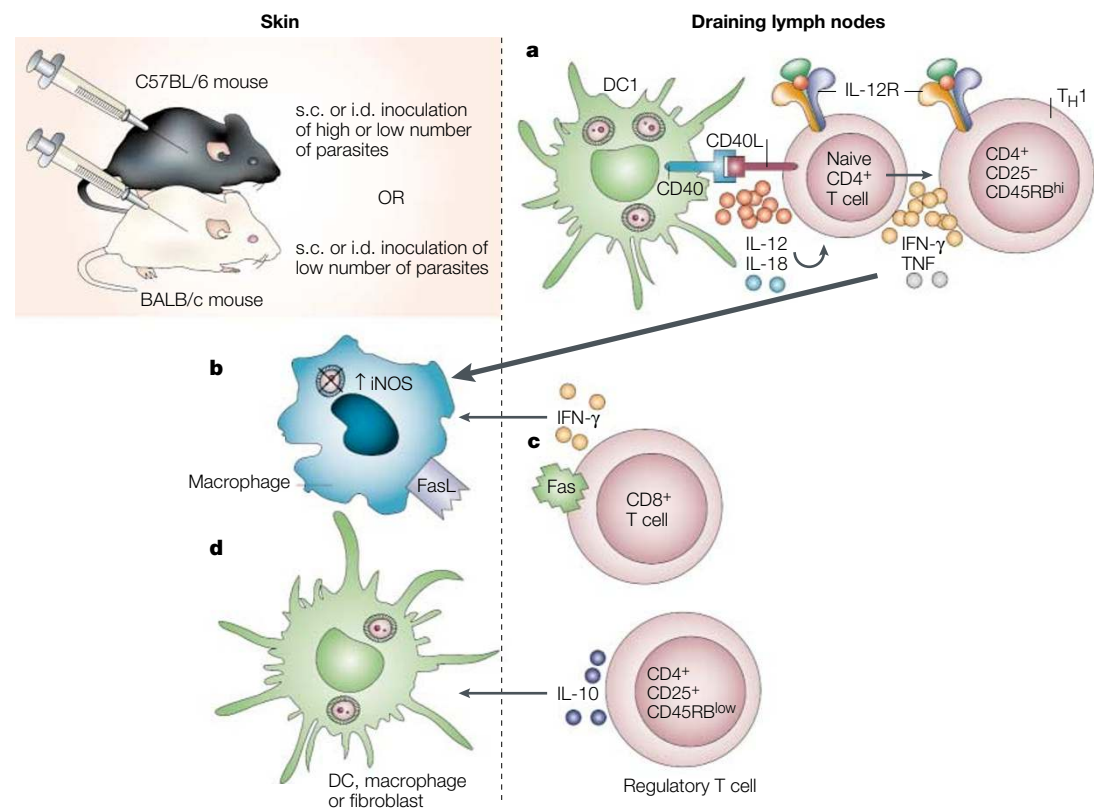 Skin
Draining lymph nodes
C57BL/6 mouse
s.c. or i.d. inoculation
of high or low number
of parasites
OR
s.c. or i.d. inoculation of
low number of parasites
BALB/c mouse
a
DC1
IL-12R
TH1
CD40L
CD40
Naive
CD4+
T cell
CD4+
CD25–
CD45RBhi
IL-12
IL-18
IFN-γ
TNF
b
↑ iNOS
Macrophage
FasL
IFN-γ
c
Fas
CD8+
T cell
d
DC, macrophage
or fibroblast
IL-10
CD4+
CD25+
CD45RBlow
Regulatory T cell